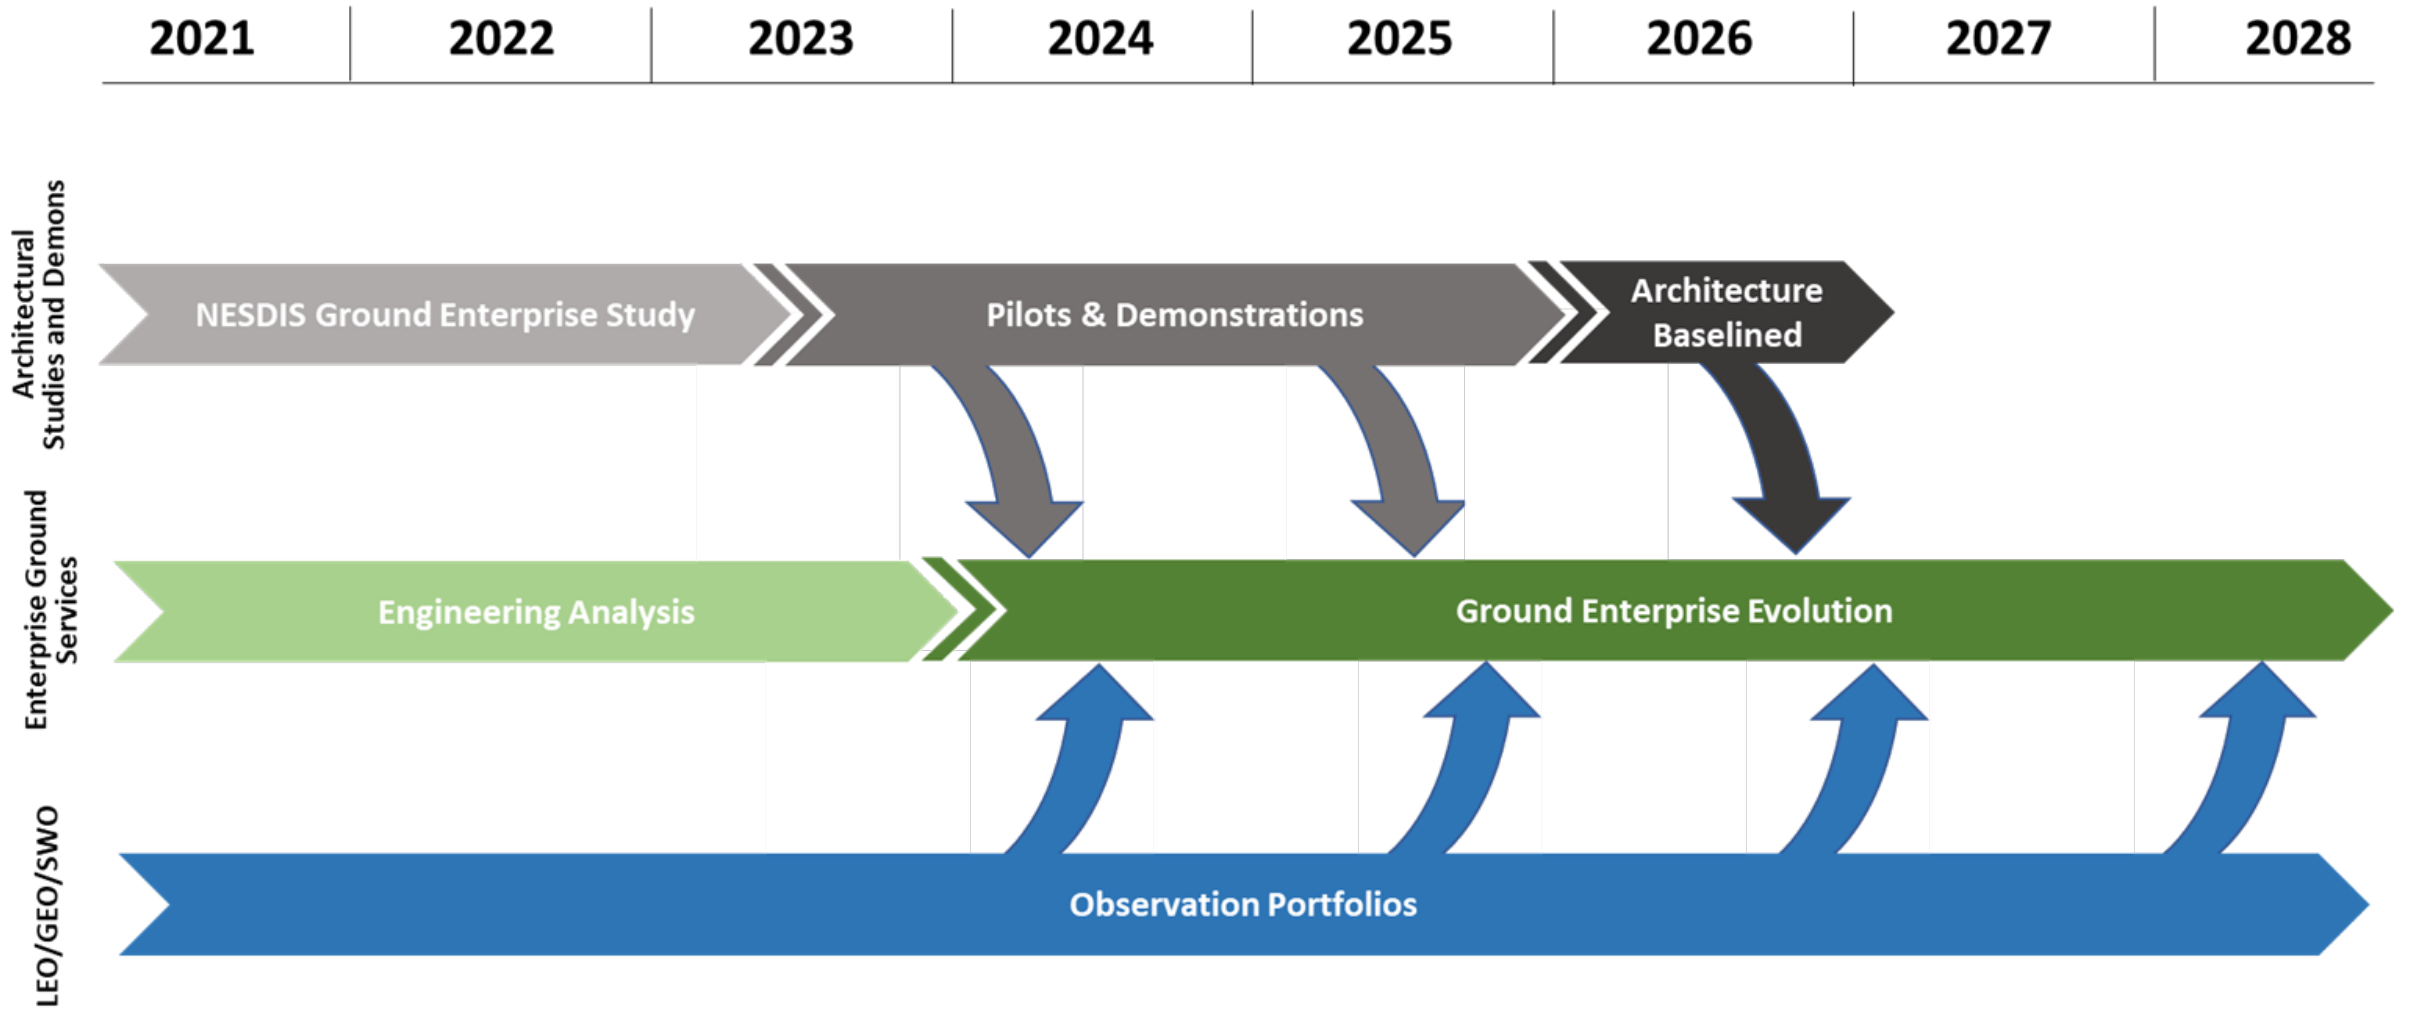 2021 2022 2023 2024 2025 2026 2027 2028
Architectural
Studies and Demons
NESDIS Ground Enterprise Study
Pilots & Demonstrations
Architecture
Baselined
Enterprise Ground
Services
Engineering Analysis
Ground Enterprise Evolution
LEO/GEO/SWO
Observation Portfolios